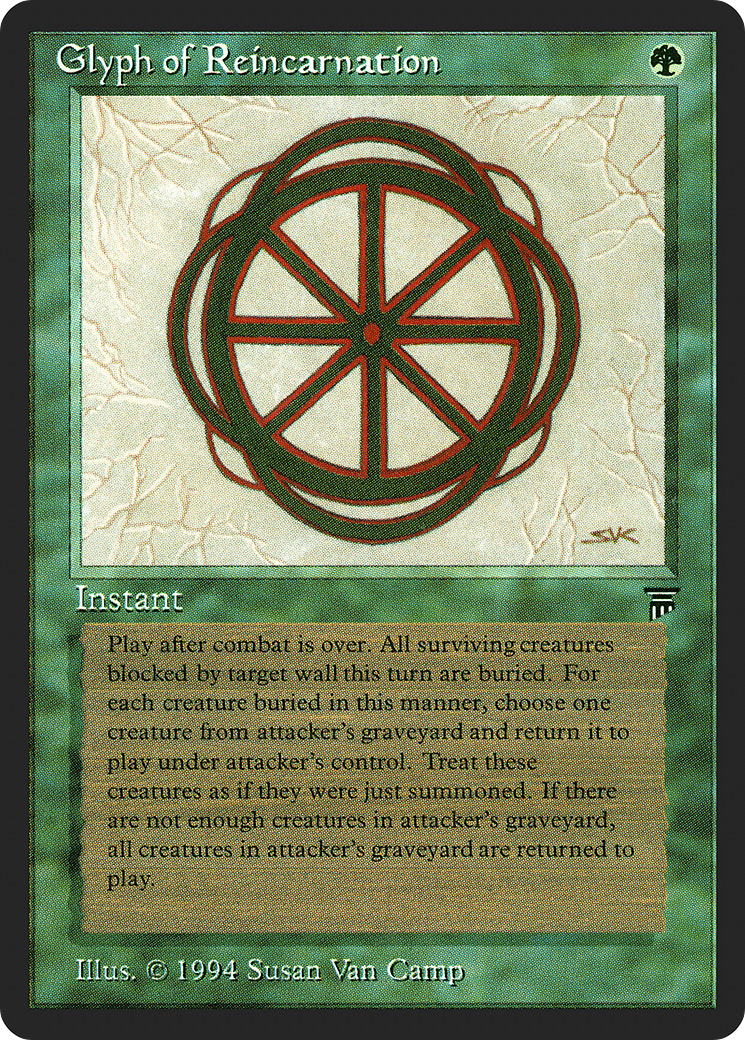 Glyph of Reincarnation
SVC
Instant
Play after combat is over. All surviving creatures
blocked by target wall this turn are buried. For
each creature buried in this manner, choose one
creature from attacker's graveyard and return it to
play under attacker's control. Treat these
creatures as if they were just summoned. If there
are not enough creatures in attacker's graveyard,
all creatures in attacker's graveyard are returned to
play.
Illus. © 1994 Susan Van Camp